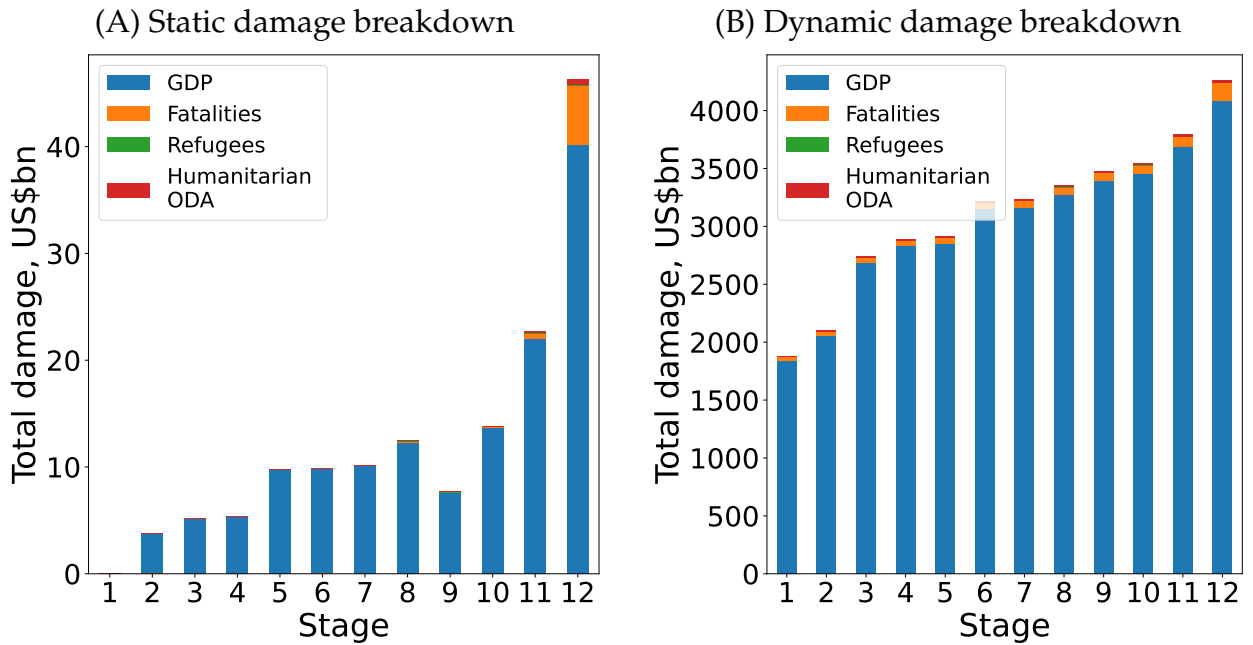 (A) Static damage breakdown
GDP
Fatalities
Refugees
Humanitarian
ODA
Total damage, US$bn
40
30
20
10
0
1 2 3 4 5 6 7 8 9 10 11 12
Stage
(B) Dynamic damage breakdown
GDP
Fatalities
Refugees
Humanitarian
ODA
Total damage, US$bn
4000
3500
3000
2500
2000
1500
1000
500
0
1 2 3 4 5 6 7 8 9 10 11 12
Stage